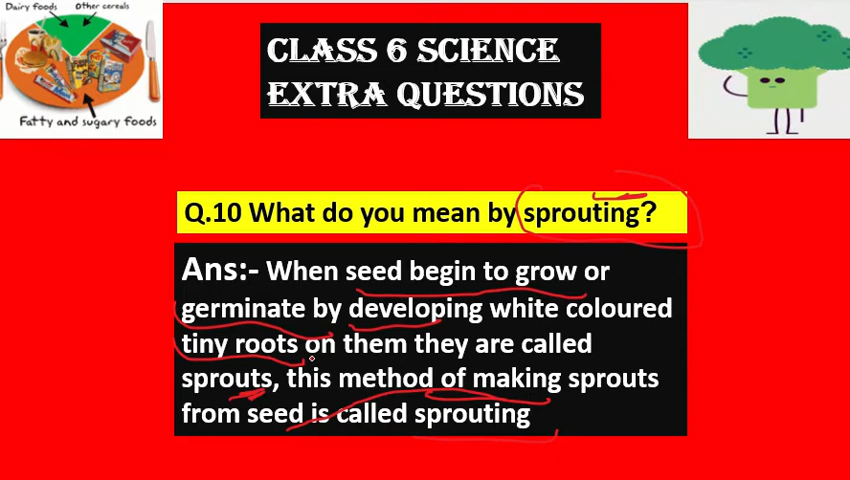 Dairy foods
Other cereals
Fatty and sugary foods
CLASS 6 SCIENCE
EXTRA QUESTIONS
Q.10 What do you mean by sprouting?
Ans:- When seed begin to grow or
germinate by developing white coloured
tiny roots on them they are called
sprouts, this method of making sprouts
from seed is called sprouting